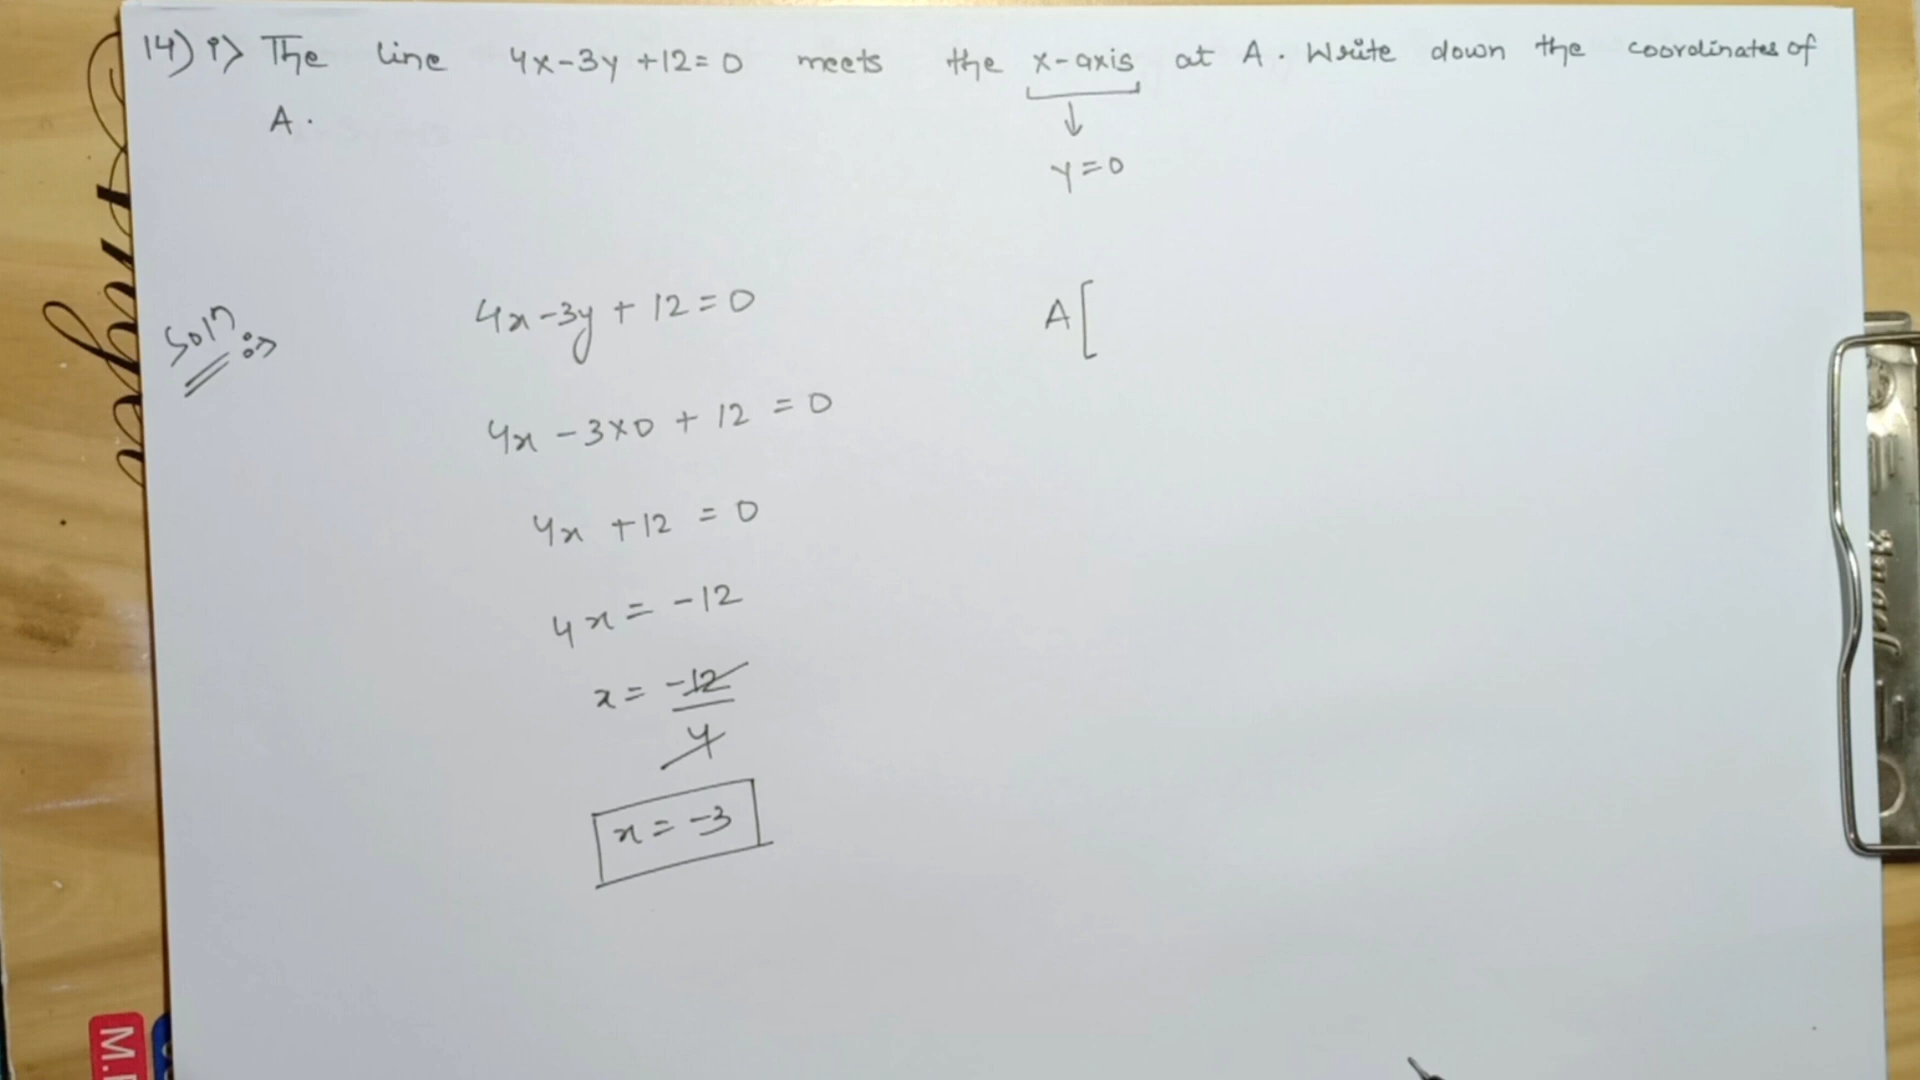 14) i) The line 4x-3y+12=0 meets the x-axis at A. Write down the coordinates of
A.
↓
y=0
Soln :→
4x-3y+12=0
A[
4x-3×0+12=0
4x+12=0
4x=-12
x=-12/4
x=-3
M.